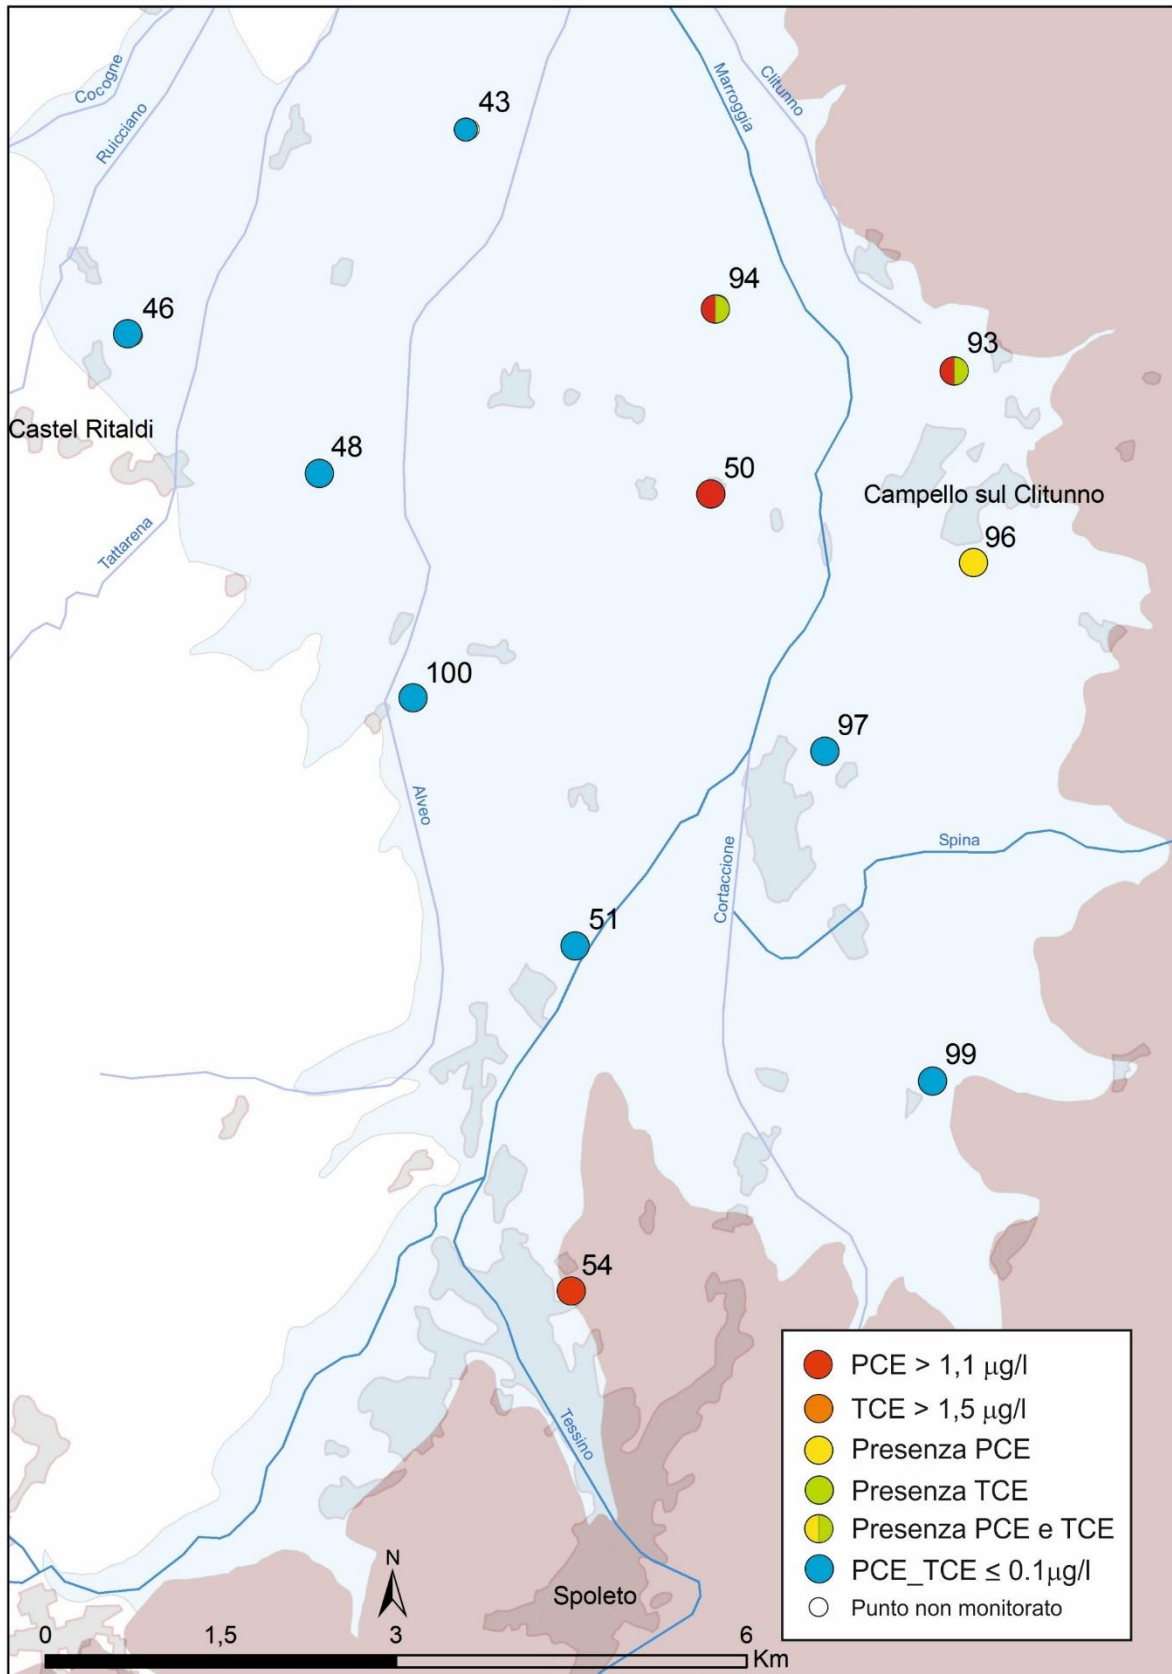 Cocogne
Ruicciano
43
Marroggia
Clitunno
94
46
93
Castel Ritaldi
48
50
Campello sul Clitunno
96
Tattarena
100
97
Alveo
Spina
Cortaccione
51
99
54
Tessino
Spoleto
PCE > 1,1 µg/l
TCE > 1,5 µg/l
Presenza PCE
Presenza TCE
Presenza PCE e TCE
PCE_TCE ≤ 0.1µg/l
Punto non monitorato
N
0 1,5 3 6
Km